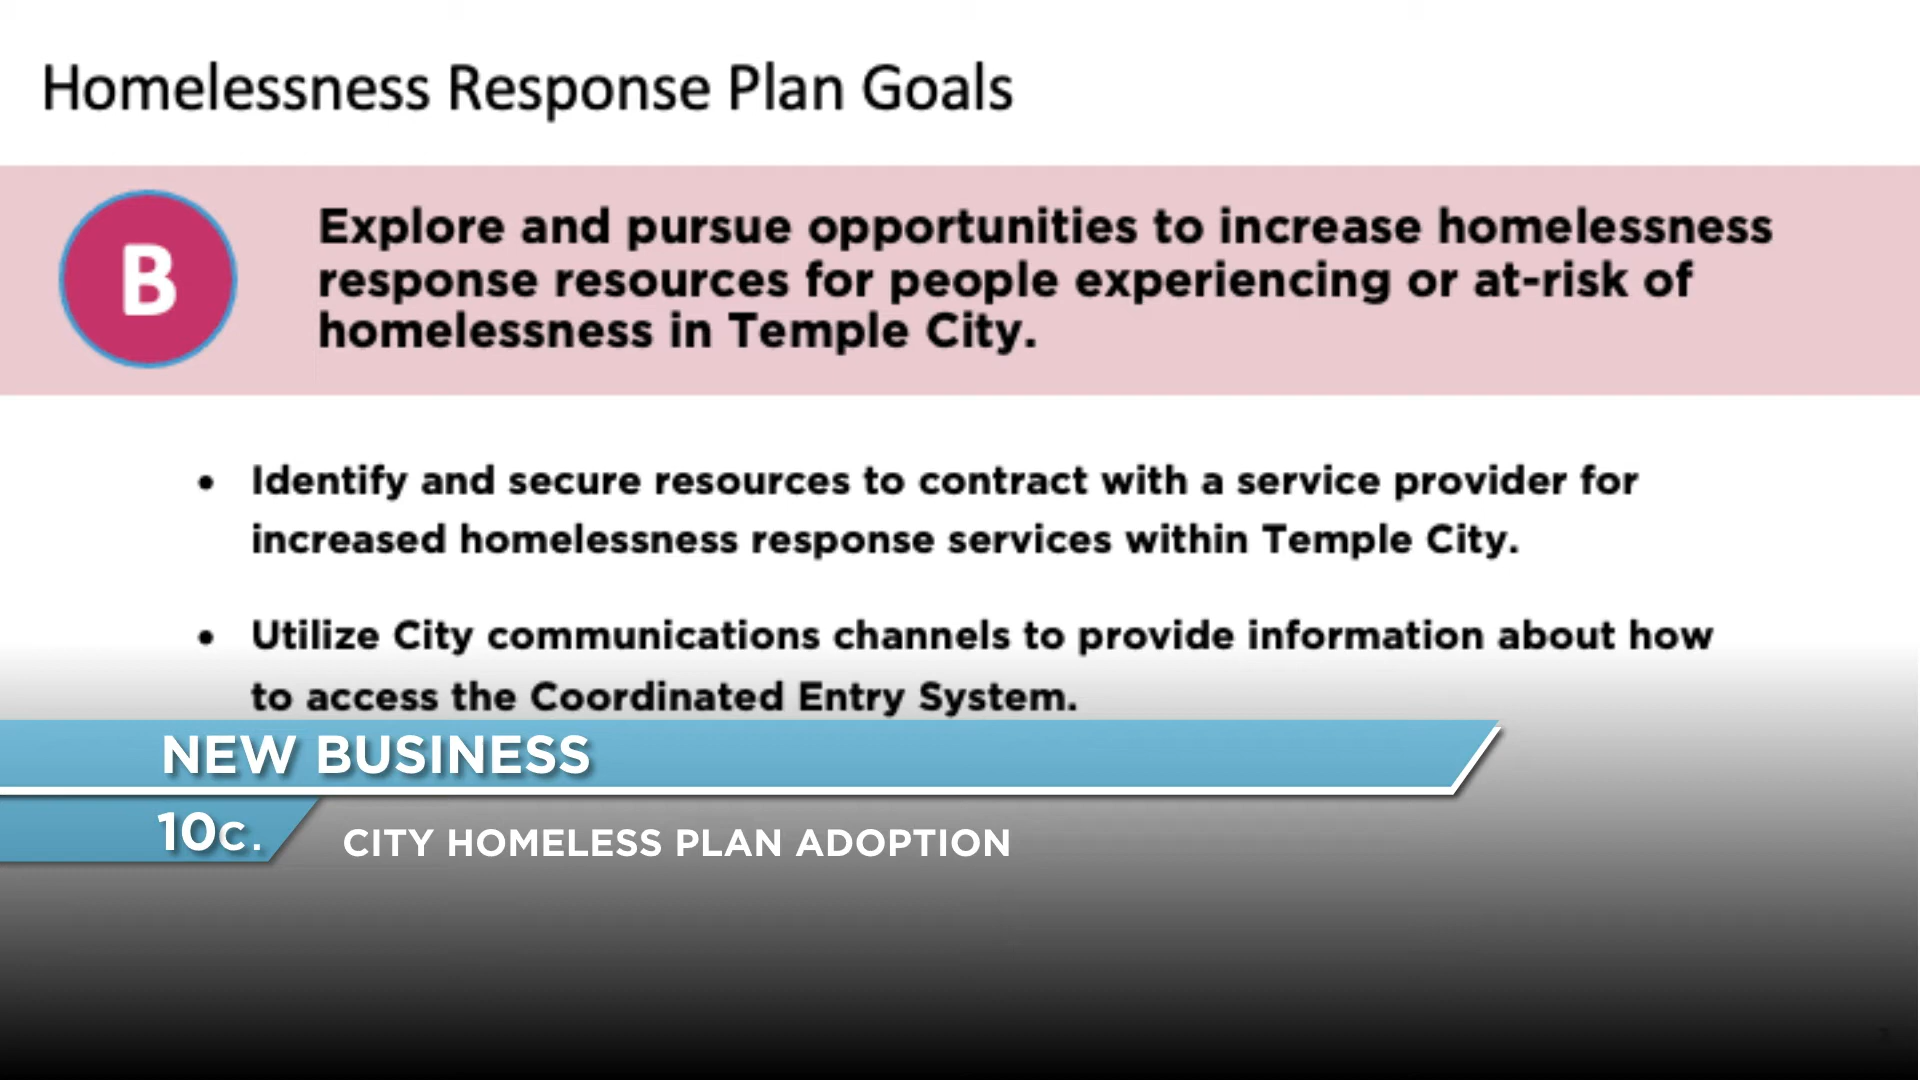 Homelessness Response Plan Goals
B
Explore and pursue opportunities to increase homelessness
response resources for people experiencing or at-risk of
homelessness in Temple City.
• Identify and secure resources to contract with a service provider for
increased homelessness response services within Temple City.
• Utilize City communications channels to provide information about how
to access the Coordinated Entry System.
NEW BUSINESS
10C.
CITY HOMELESS PLAN ADOPTION